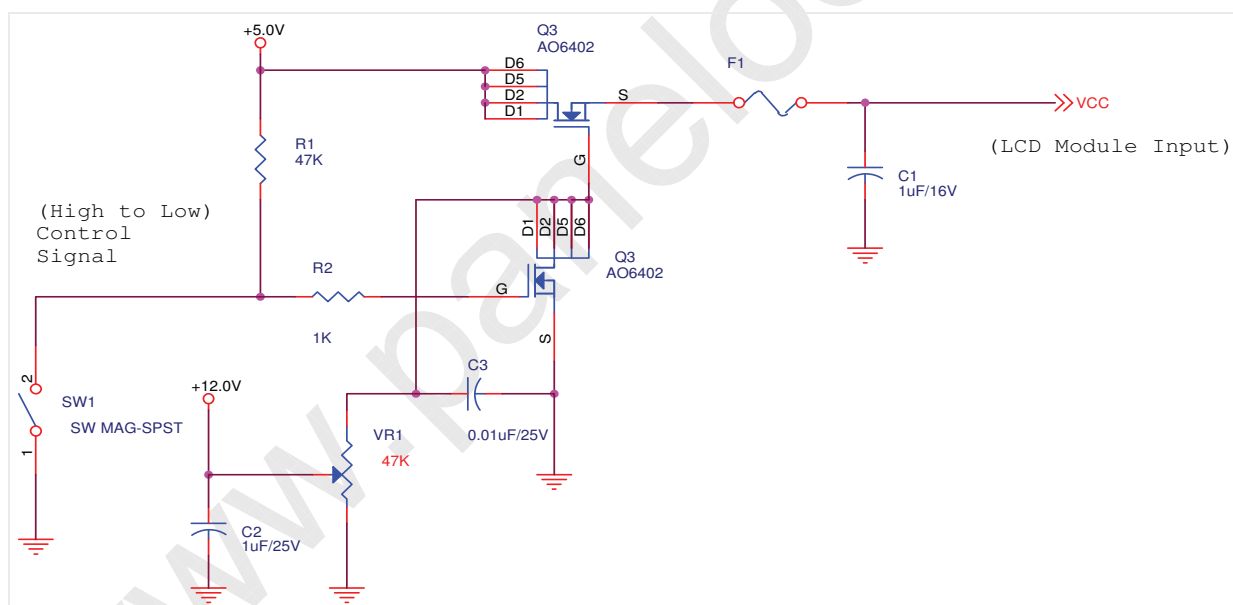 +5.0V
Q3
AO6402
D6
D5
D2
D1
S
F1
VCC
(LCD Module Input)
R1
47K
G
C1
1uF/16V
(High to Low)
Control
Signal
D1
D2
D5
D6
Q3
AO6402
R2
G
1K
S
C3
0.01uF/25V
+12.0V
2
SW1
SW MAG-SPST
1
VR1
47K
C2
1uF/25V
www.panelo